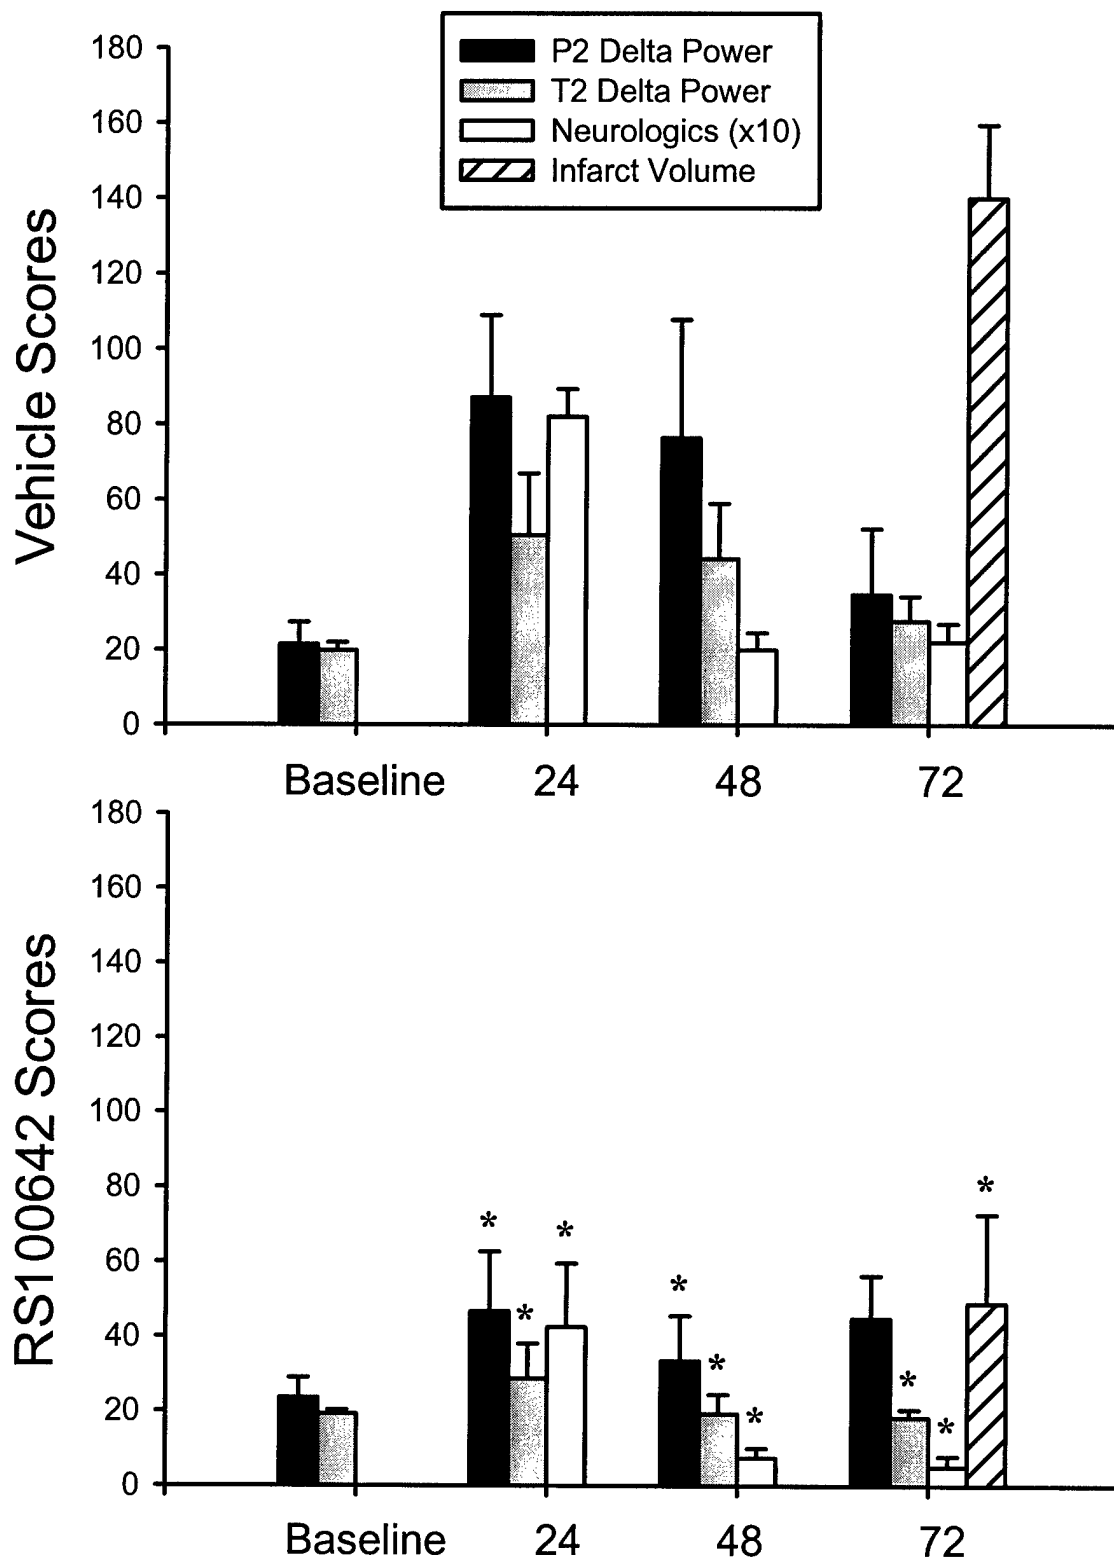 P2 Delta Power
T2 Delta Power
Neurologics (x10)
Infarct Volume
Vehicle Scores
180
160
140
120
100
80
60
40
20
0
Baseline 24 48 72
RS100642 Scores
180
160
140
120
100
80
60
40
20
0
* * * * * * * * *
Baseline 24 48 72